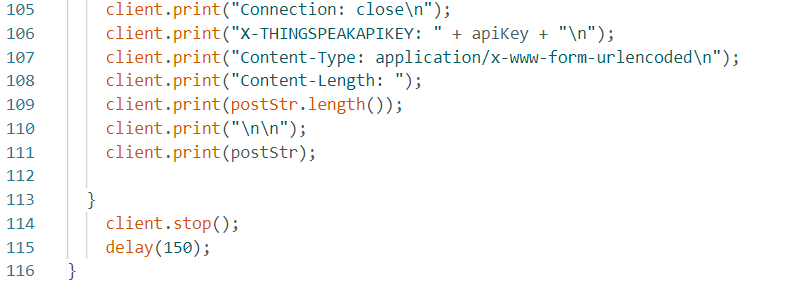 105 client.print("Connection: close\n");
106 client.print("X-THINGSPEAKAPIKEY: " + apiKey + "\n");
107 client.print("Content-Type: application/x-www-form-urlencoded\n");
108 client.print("Content-Length: ");
109 client.print(postStr.length());
110 client.print("\n\n");
111 client.print(postStr);
112
113 }
114 client.stop();
115 delay(150);
116 }